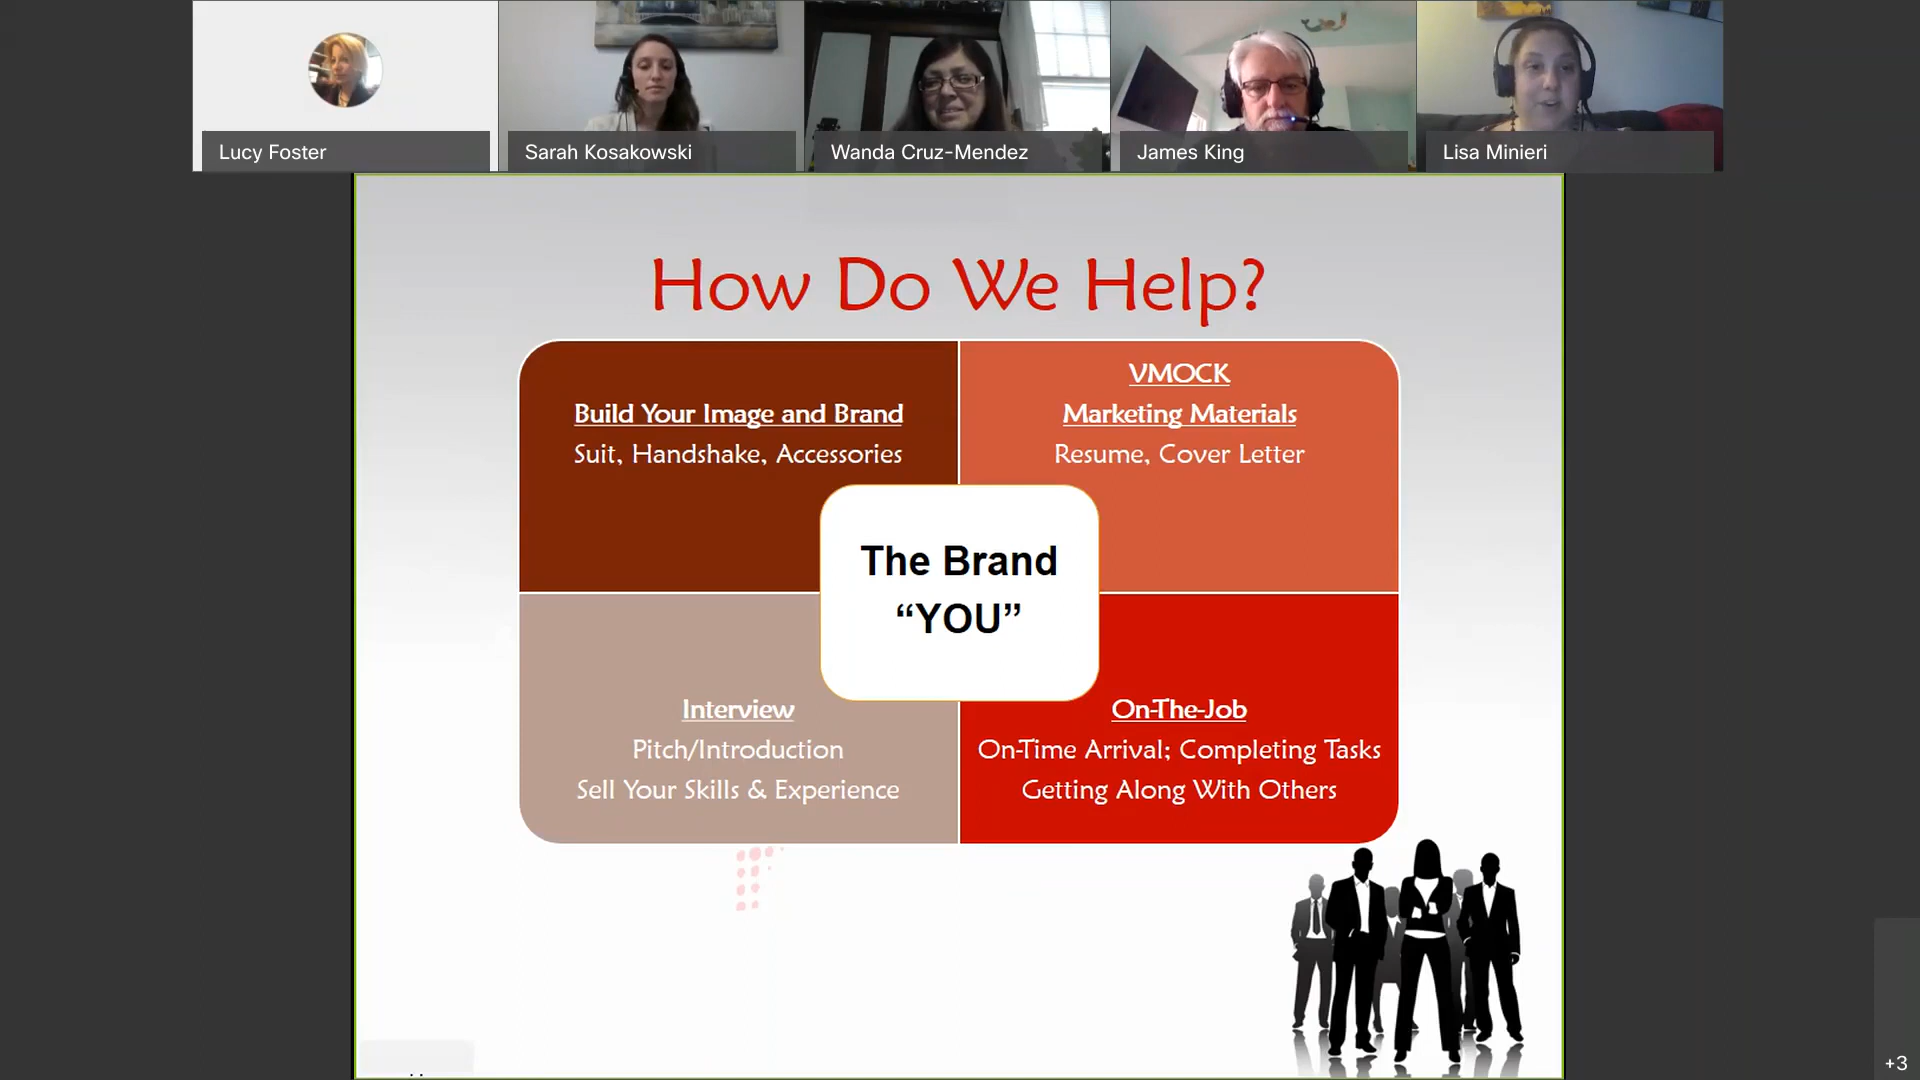 Lucy Foster
Sarah Kosakowski
Wanda Cruz-Mendez
James King
Lisa Minieri
How Do We Help?
Build Your Image and Brand
Suit, Handshake, Accessories
VMOCK
Marketing Materials
Resume, Cover Letter
The Brand
“YOU”
Interview
Pitch/Introduction
Sell Your Skills & Experience
On-The-Job
On-Time Arrival; Completing Tasks
Getting Along With Others
+3